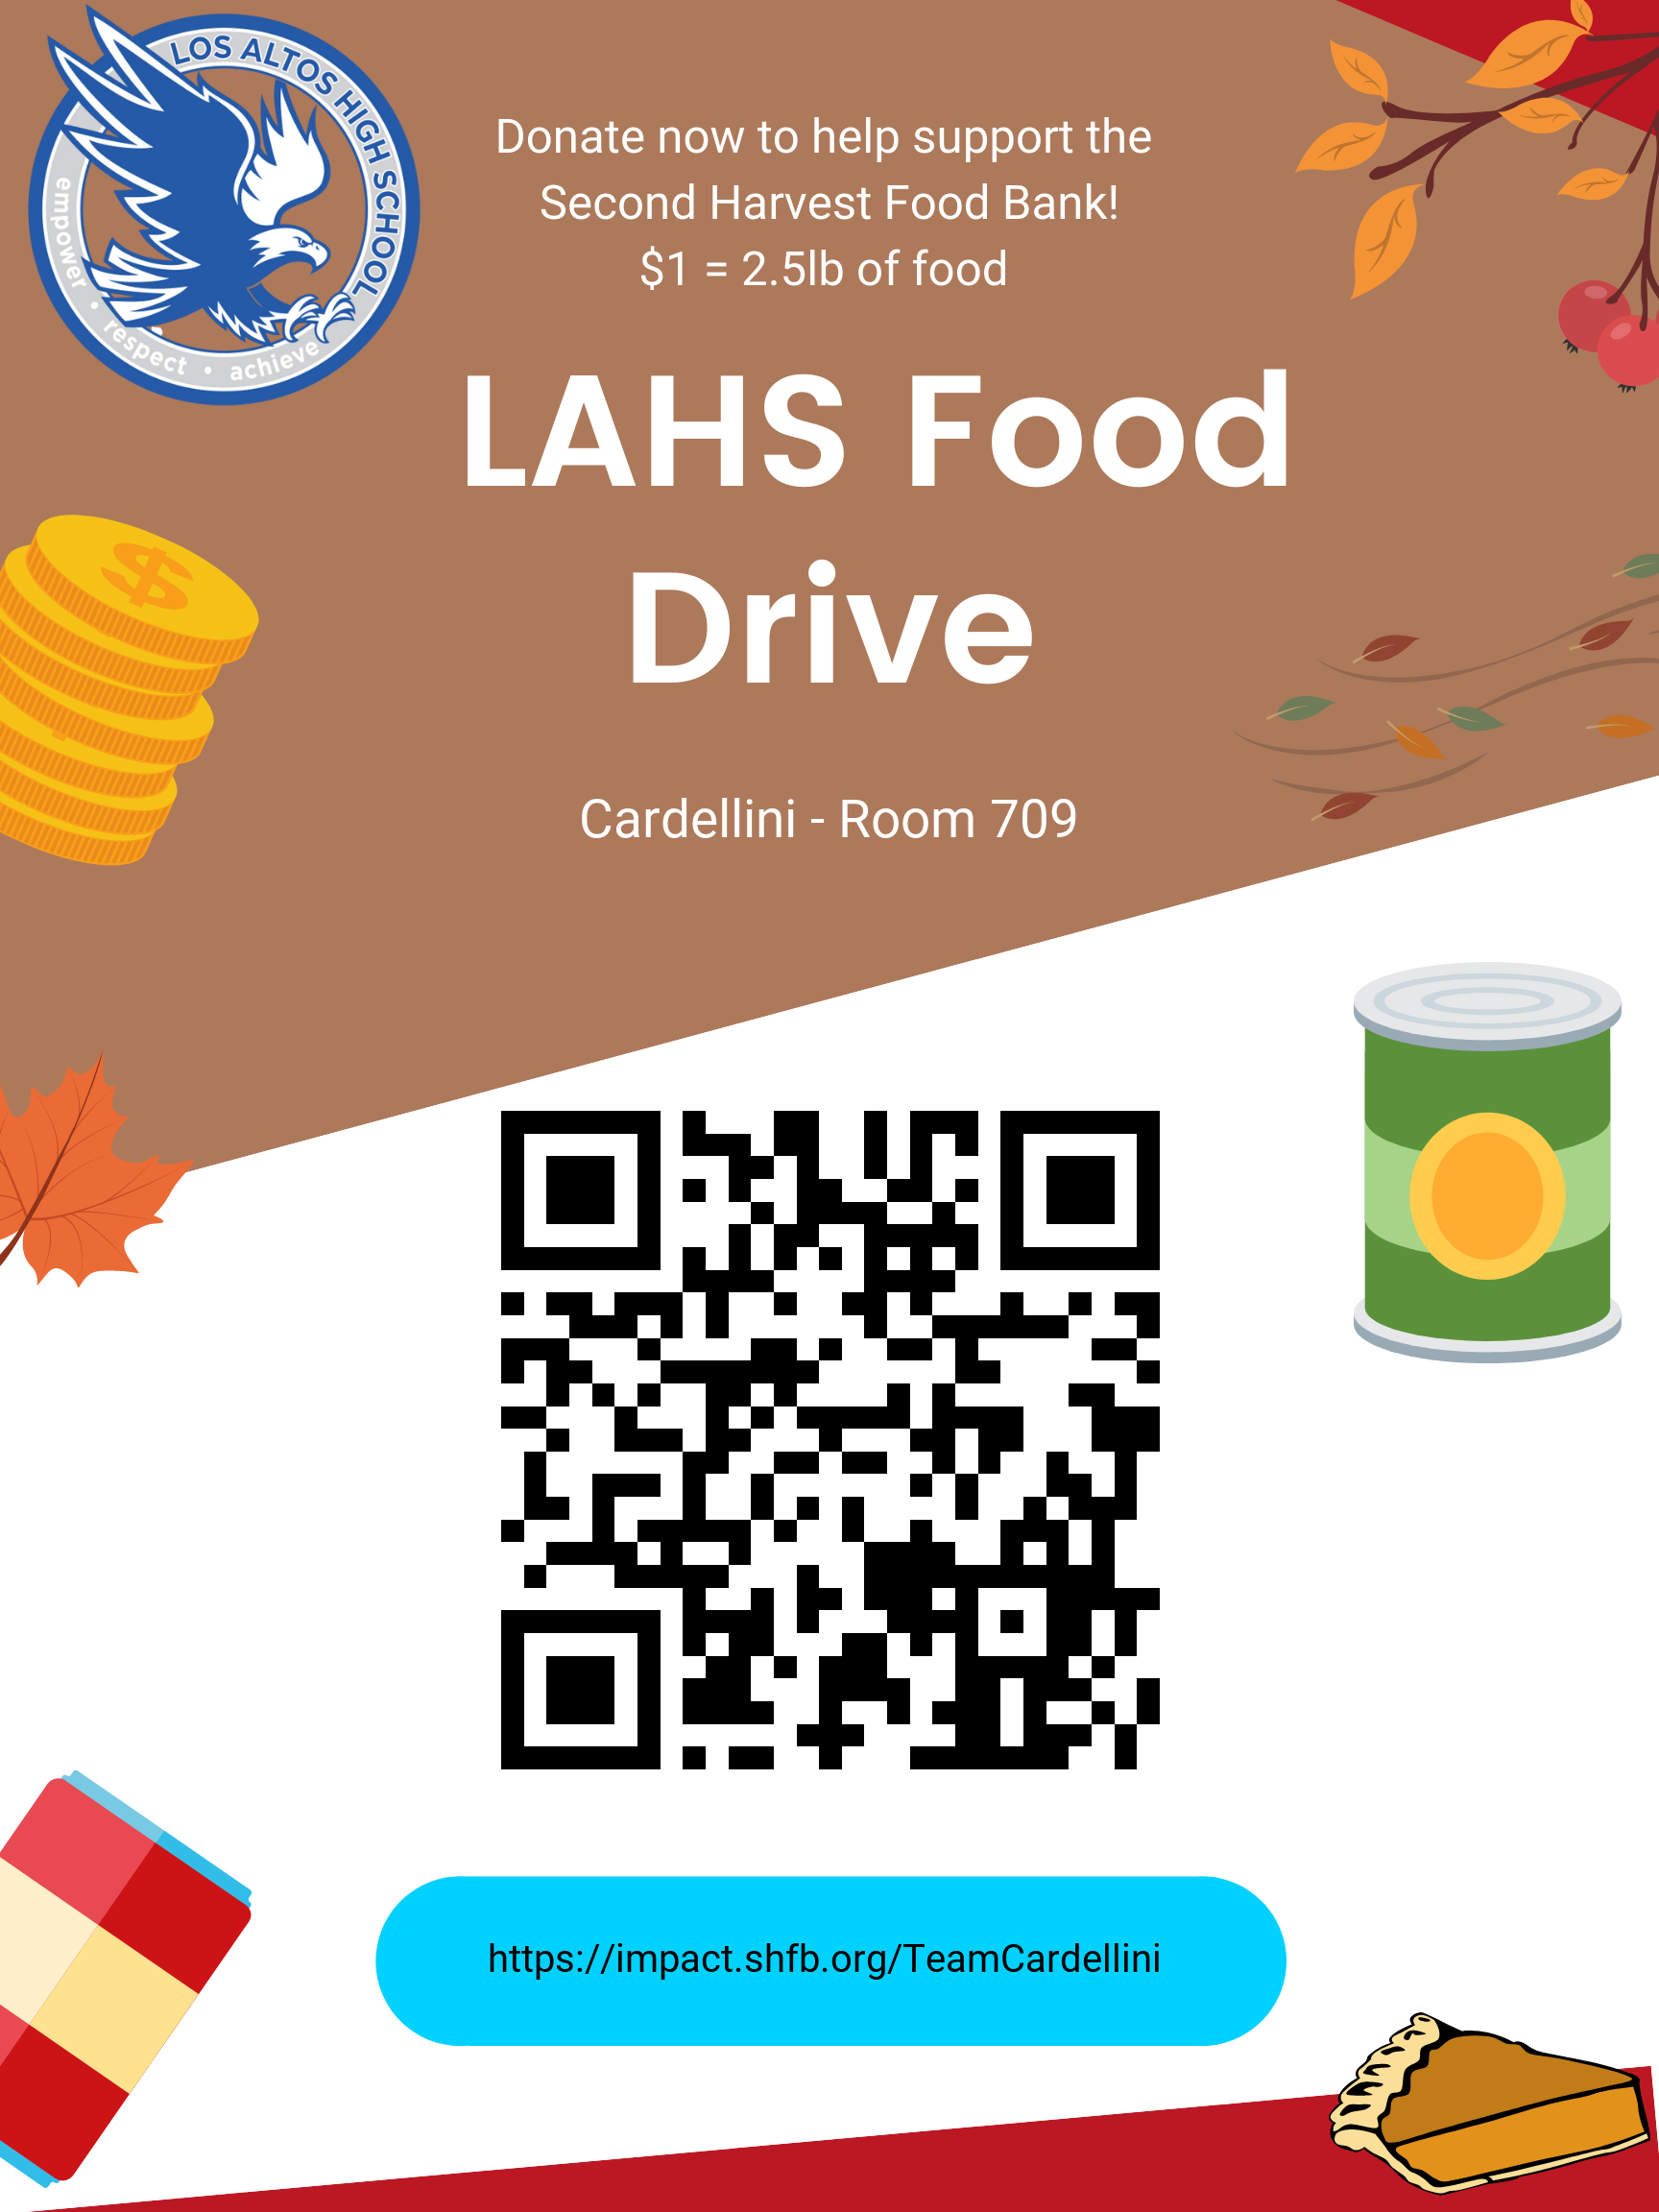 LOS ALTOS HIGH SCHOOL
empower • respect • achieve
Donate now to help support the
Second Harvest Food Bank!
$1 = 2.5lb of food
LAHS Food
Drive
Cardellini - Room 709
$
https://impact.shfb.org/TeamCardellini